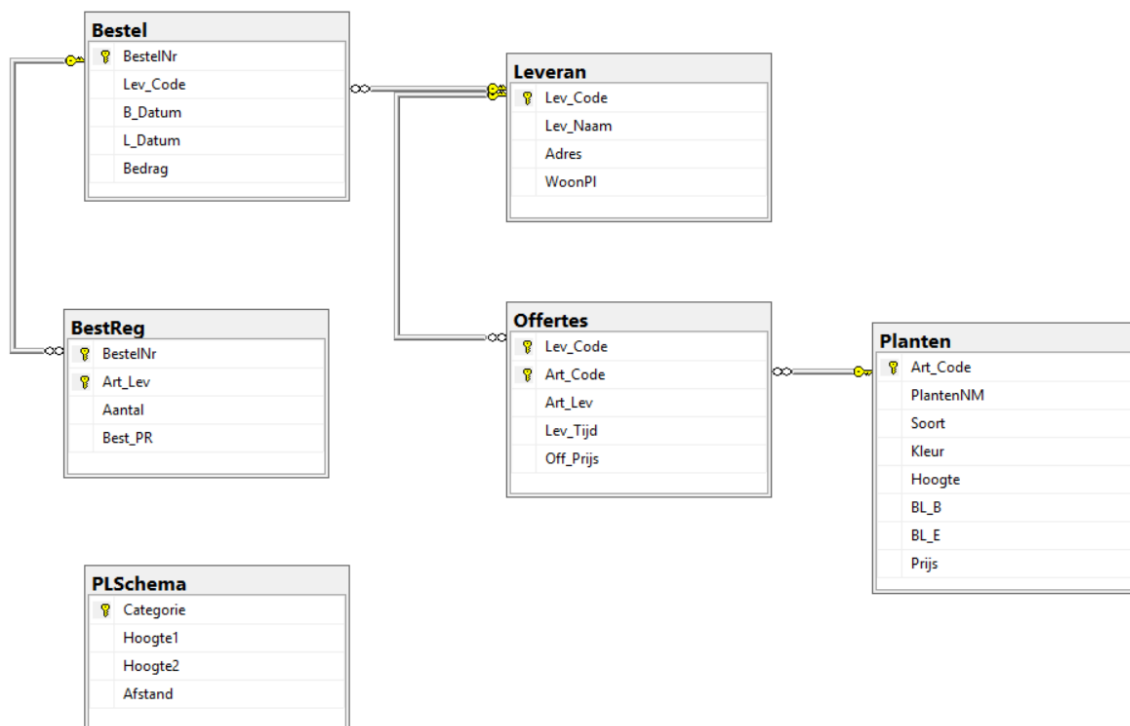 Bestel
BestelNr
Lev_Code
B_Datum
L_Datum
Bedrag
Leveran
Lev_Code
Lev_Naam
Adres
WoonPl
BestReg
BestelNr
Art_Lev
Aantal
Best_PR
Offertes
Lev_Code
Art_Code
Art_Lev
Lev_Tijd
Off_Prijs
Planten
Art_Code
PlantenNM
Soort
Kleur
Hoogte
BL_B
BL_E
Prijs
PLSchema
Categorie
Hoogte1
Hoogte2
Afstand